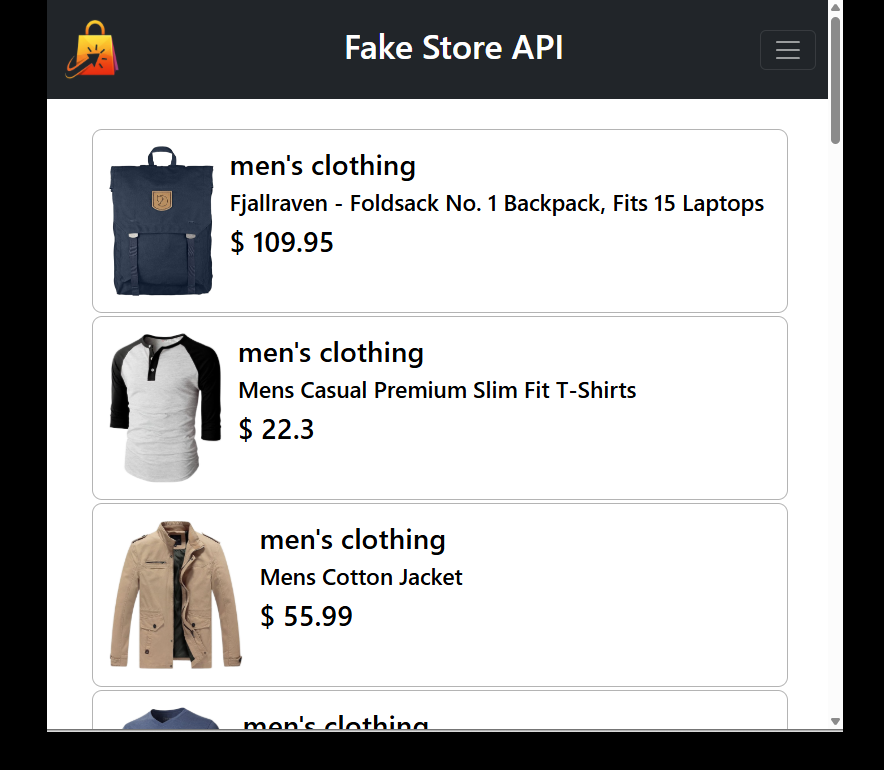 Fake Store API
men's clothing
Fjallraven - Foldsack No. 1 Backpack, Fits 15 Laptops
$ 109.95
men's clothing
Mens Casual Premium Slim Fit T-Shirts
$ 22.3
men's clothing
Mens Cotton Jacket
$ 55.99
men's clothing